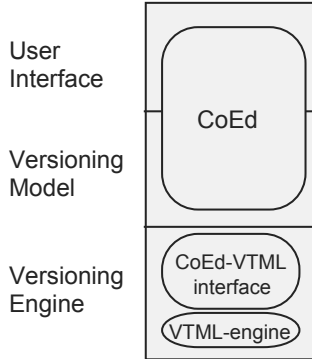 User
Interface
CoEd
Versioning
Model
Versioning
Engine
CoEd-VTML
interface
VTML-engine